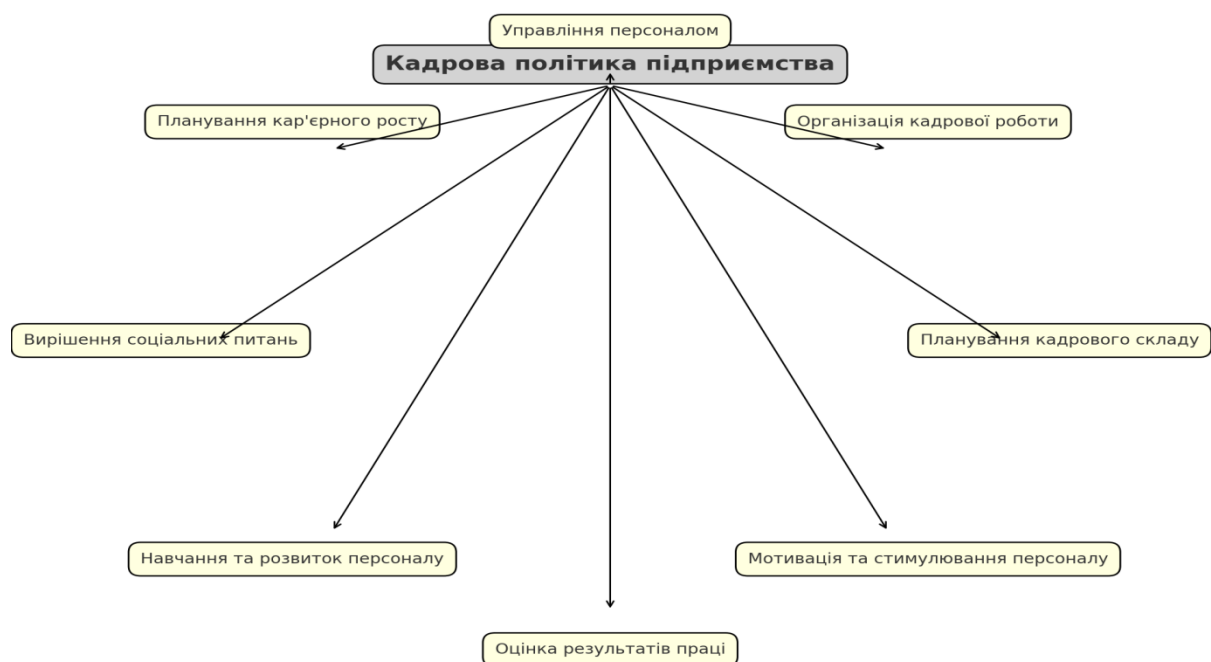 Управління персоналом
Кадрова політика підприємства
Планування кар'єрного росту
Організація кадрової роботи
Вирішення соціальних питань
Планування кадрового складу
Навчання та розвиток персоналу
Мотивація та стимулювання персоналу
Оцінка результатів праці